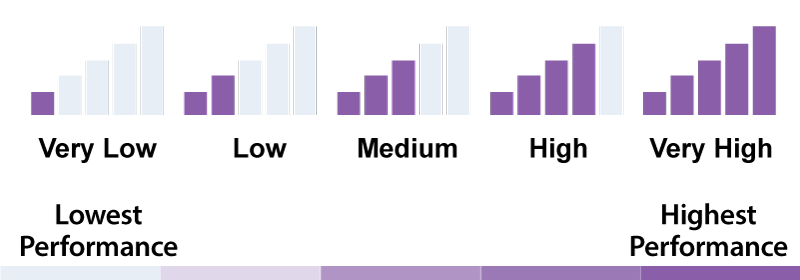 Very Low Low Medium High Very High
Lowest Highest
Performance Performance